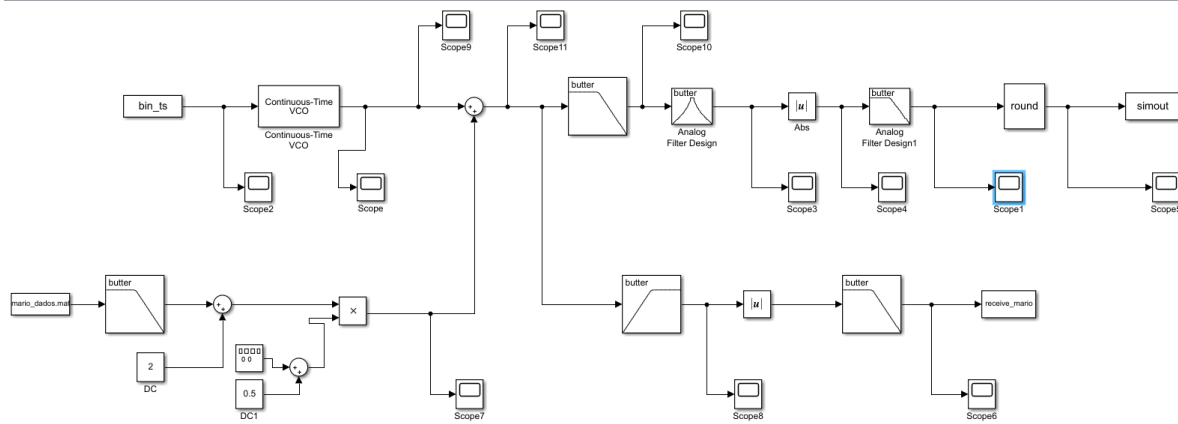 Scope9
Scope11
Scope10
bin_ts
Continuous-Time
VCO
Continuous-Time
VCO
butter
butter
Analog
Filter Design
|u|
Abs
butter
Analog
Filter Design1
round
simout
Scope2
Scope
Scope3
Scope4
Scope1
Scope5
mario_dados.mat
butter
2
DC
0 0
0.5
DC1
×
Scope7
butter
|u|
butter
receive_mario
Scope8
Scope6